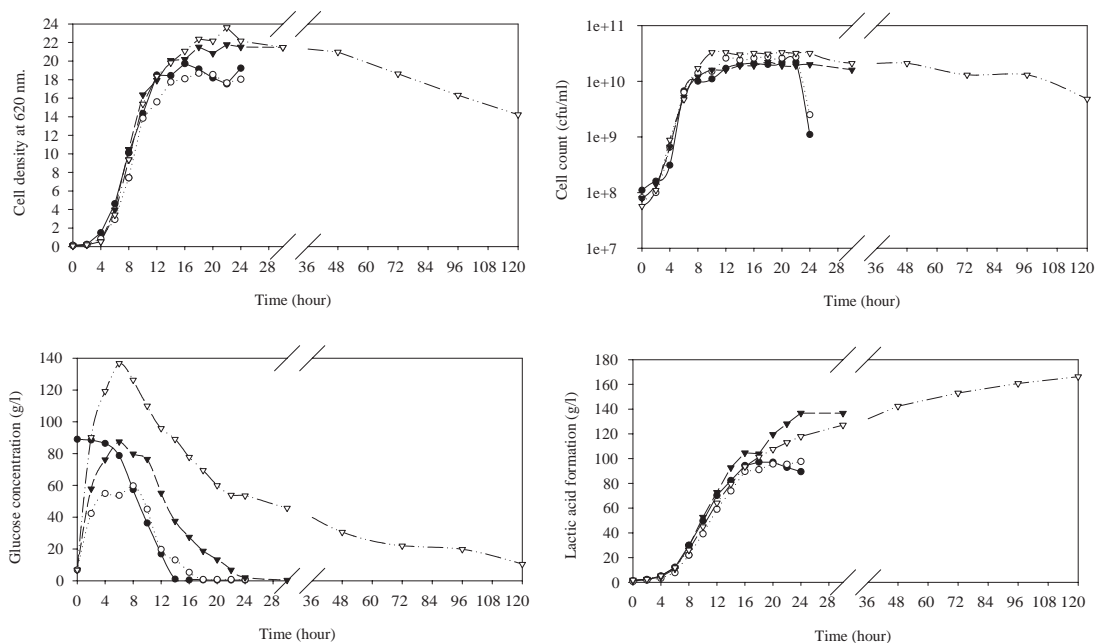 Cell density at 620 nm.
24
22
20
18
16
14
12
10
8
6
4
2
0
0 4 8 12 16 20 24 28 36 48 60 72 84 96 108 120
Time (hour)
Cell count (cfu/ml)
1e+11
1e+10
1e+9
1e+8
1e+7
0 4 8 12 16 20 24 28 36 48 60 72 84 96 108 120
Time (hour)
Glucose concentration (g/l)
140
120
100
80
60
40
20
0
0 4 8 12 16 20 24 28 36 48 60 72 84 96 108 120
Time (hour)
Lactic acid formation (g/l)
180
160
140
120
100
80
60
40
20
0
0 4 8 12 16 20 24 28 36 48 60 72 84 96 108 120
Time (hour)